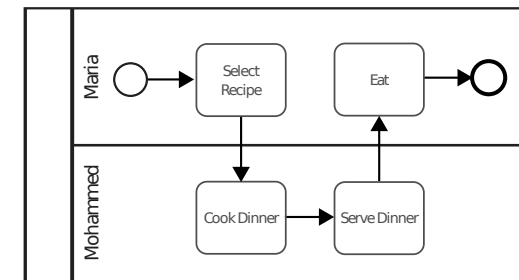 Maria
Select
Recipe
Eat
Mohammed
Cook Dinner
Serve Dinner